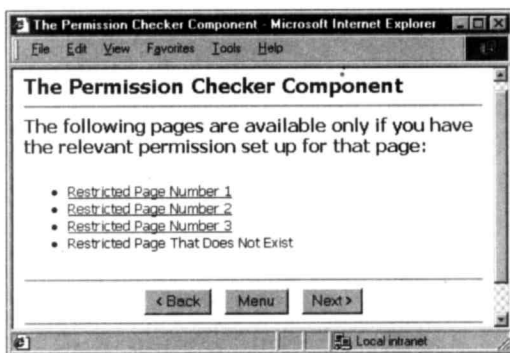 The Permission Checker Component - Microsoft Internet Explorer
File Edit View Favorites Tools Help
The Permission Checker Component
The following pages are available only if you have
the relevant permission set up for that page:
• Restricted Page Number 1
• Restricted Page Number 2
• Restricted Page Number 3
• Restricted Page That Does Not Exist
< Back Menu Next >
Local intranet